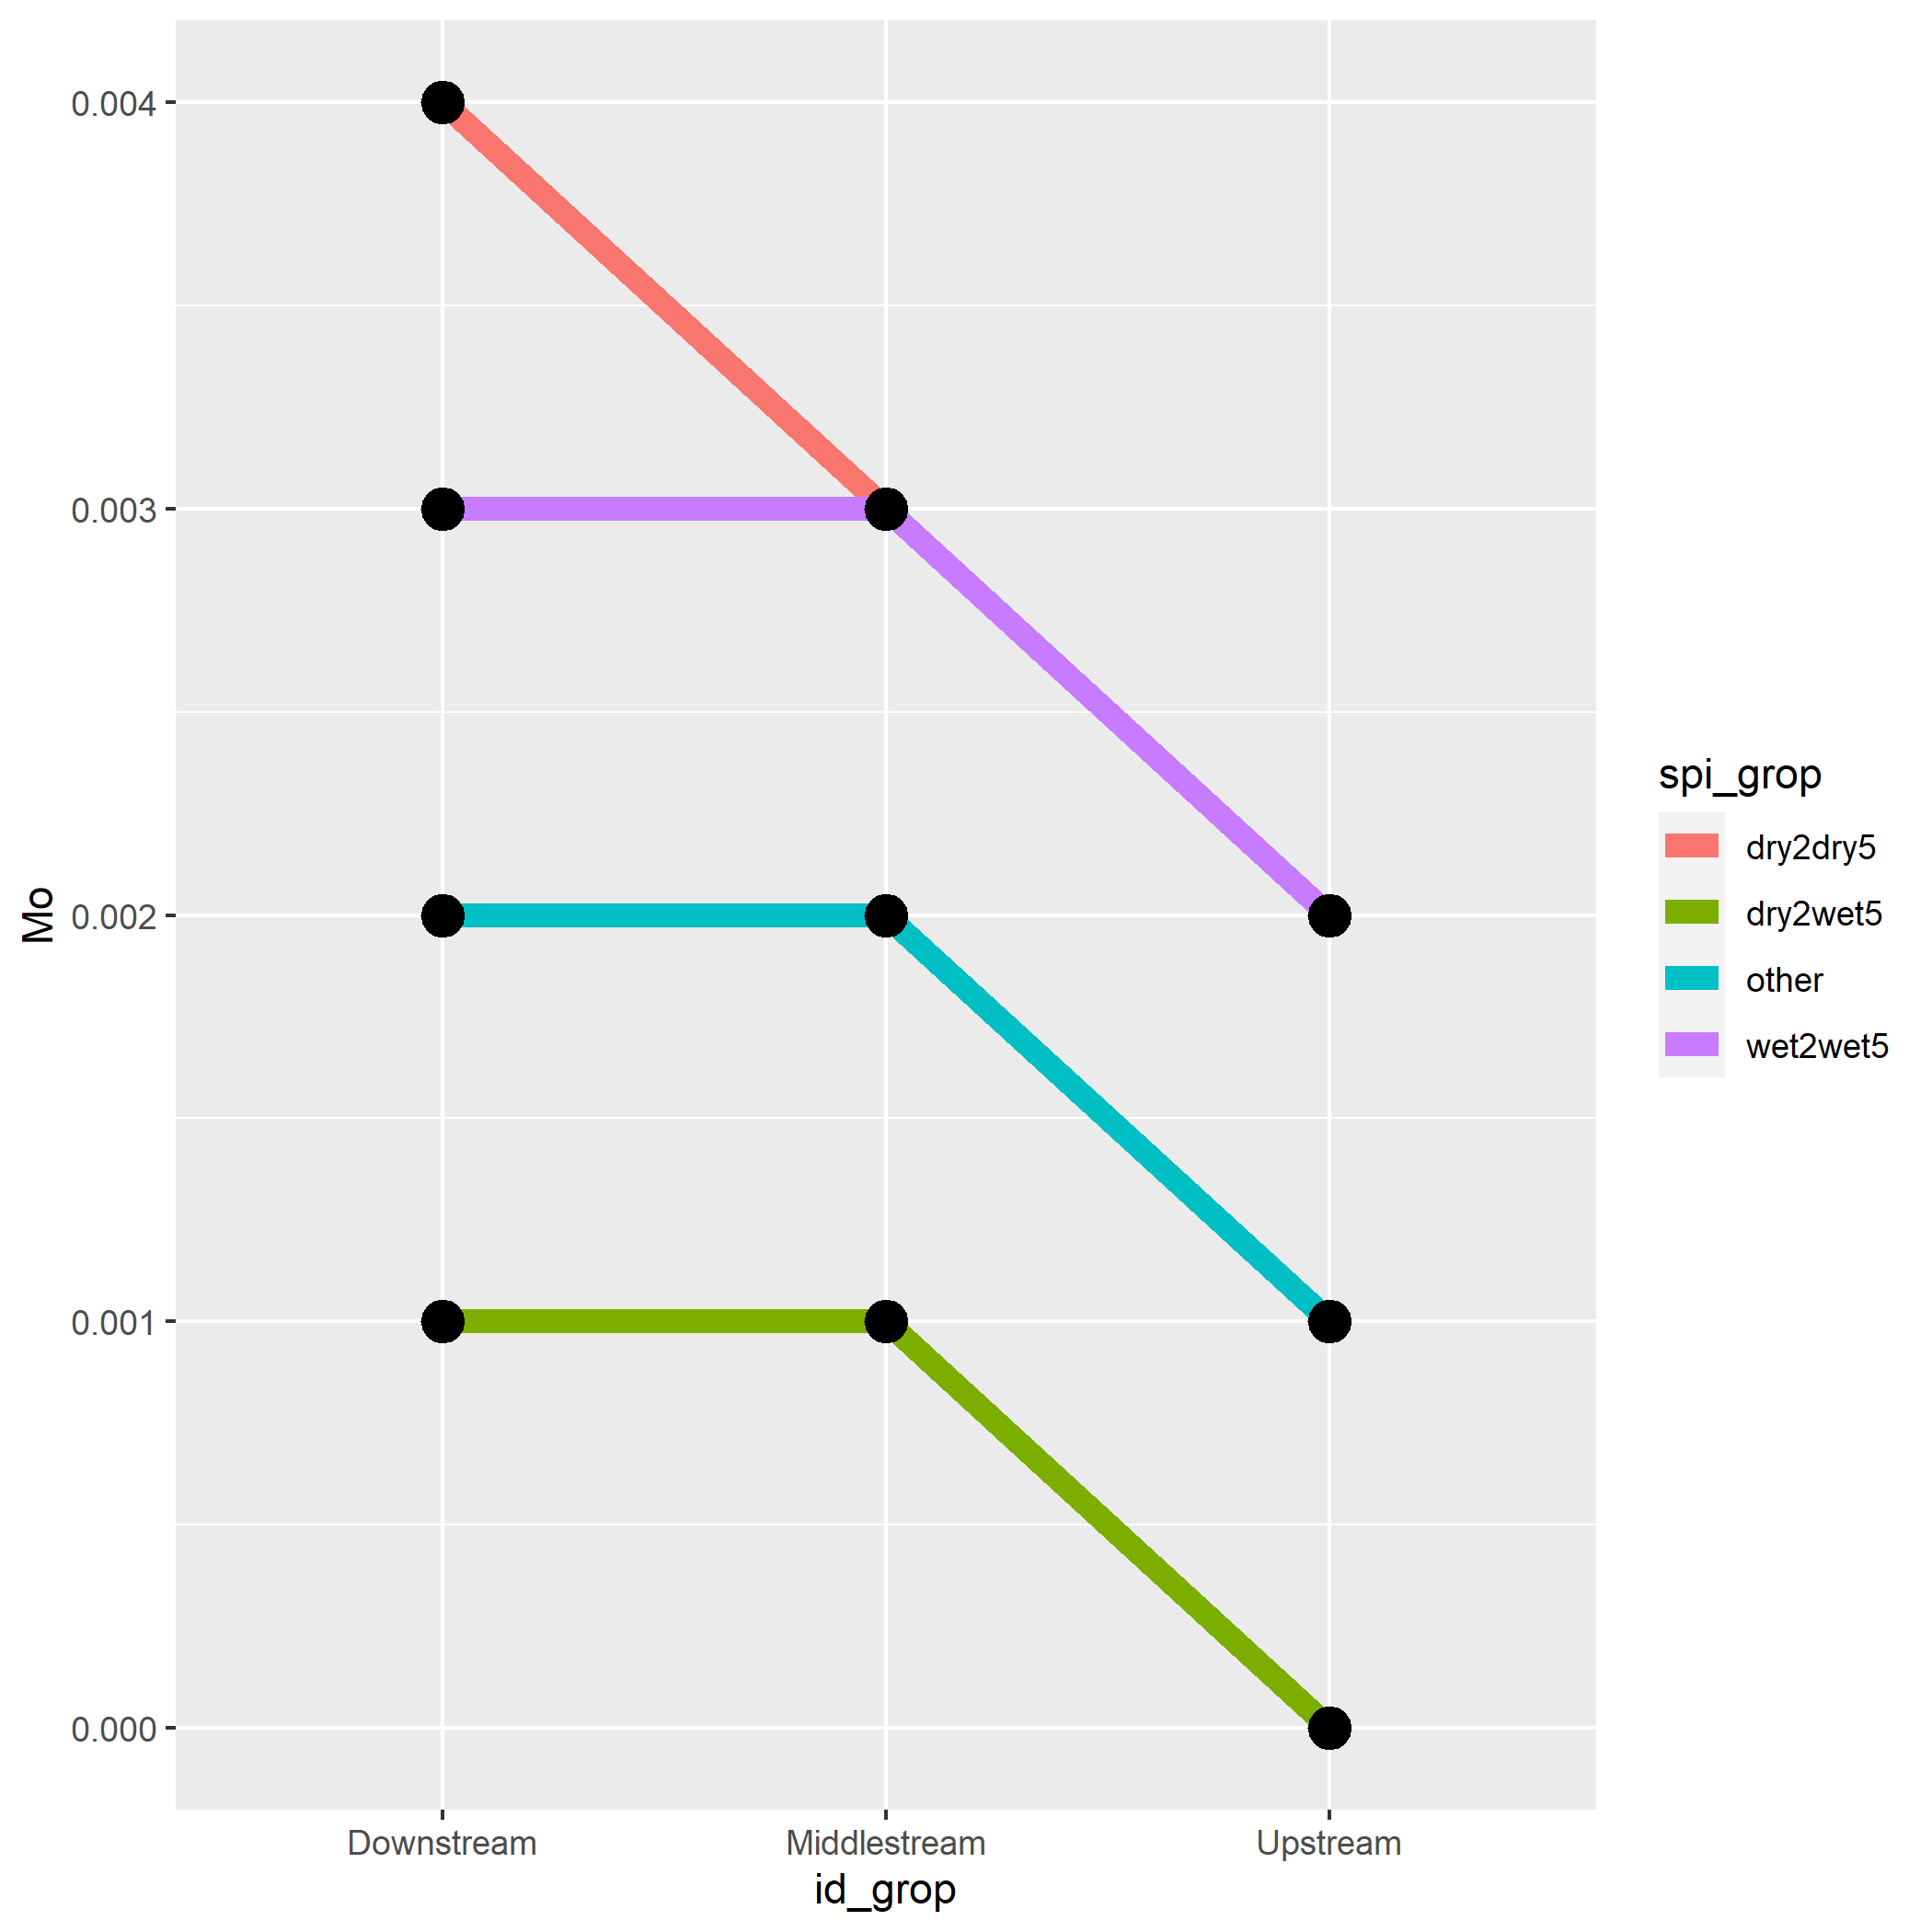 0.004
0.003
0.002
0.001
0.000
Mo
Downstream
Middlestream
Upstream
id_grop
spi_grop
dry2dry5
dry2wet5
other
wet2wet5